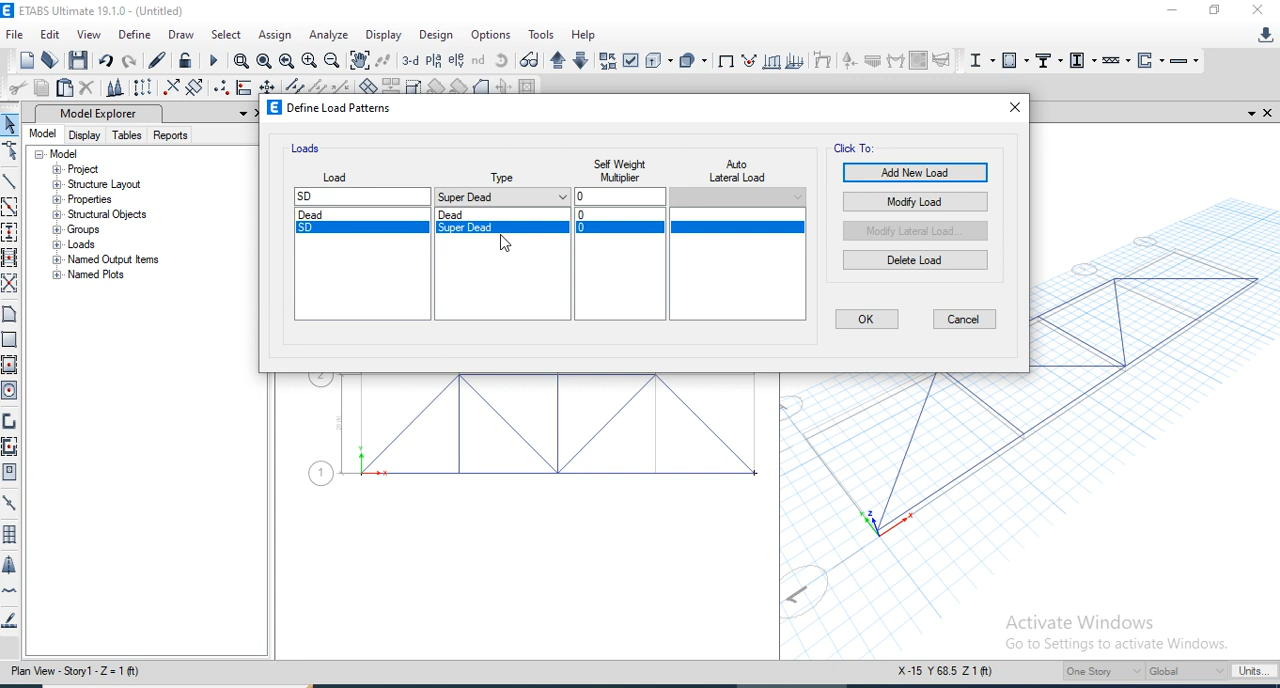 ETABS Ultimate 19.1.0 - (Untitled)
File Edit View Define Draw Select Assign Analyze Display Design Options Tools Help
3-d nd
Model Explorer
Model Display Tables Reports
Model
Project
Structure Layout
Properties
Structural Objects
Groups
Loads
Named Output Items
Named Plots
Define Load Patterns
Loads
Load Type Self Weight Multiplier Auto Lateral Load
SD Super Dead 0
Dead Dead 0
SD Super Dead 0
Click To:
Add New Load
Modify Load
Modify Lateral Load...
Delete Load
OK Cancel
2
1
Y
X
Z
Y
X
1
Activate Windows
Go to Settings to activate Windows.
Plan View - Story1 - Z = 1 (ft) X -15 Y 68.5 Z 1 (ft) One Story Global Units...